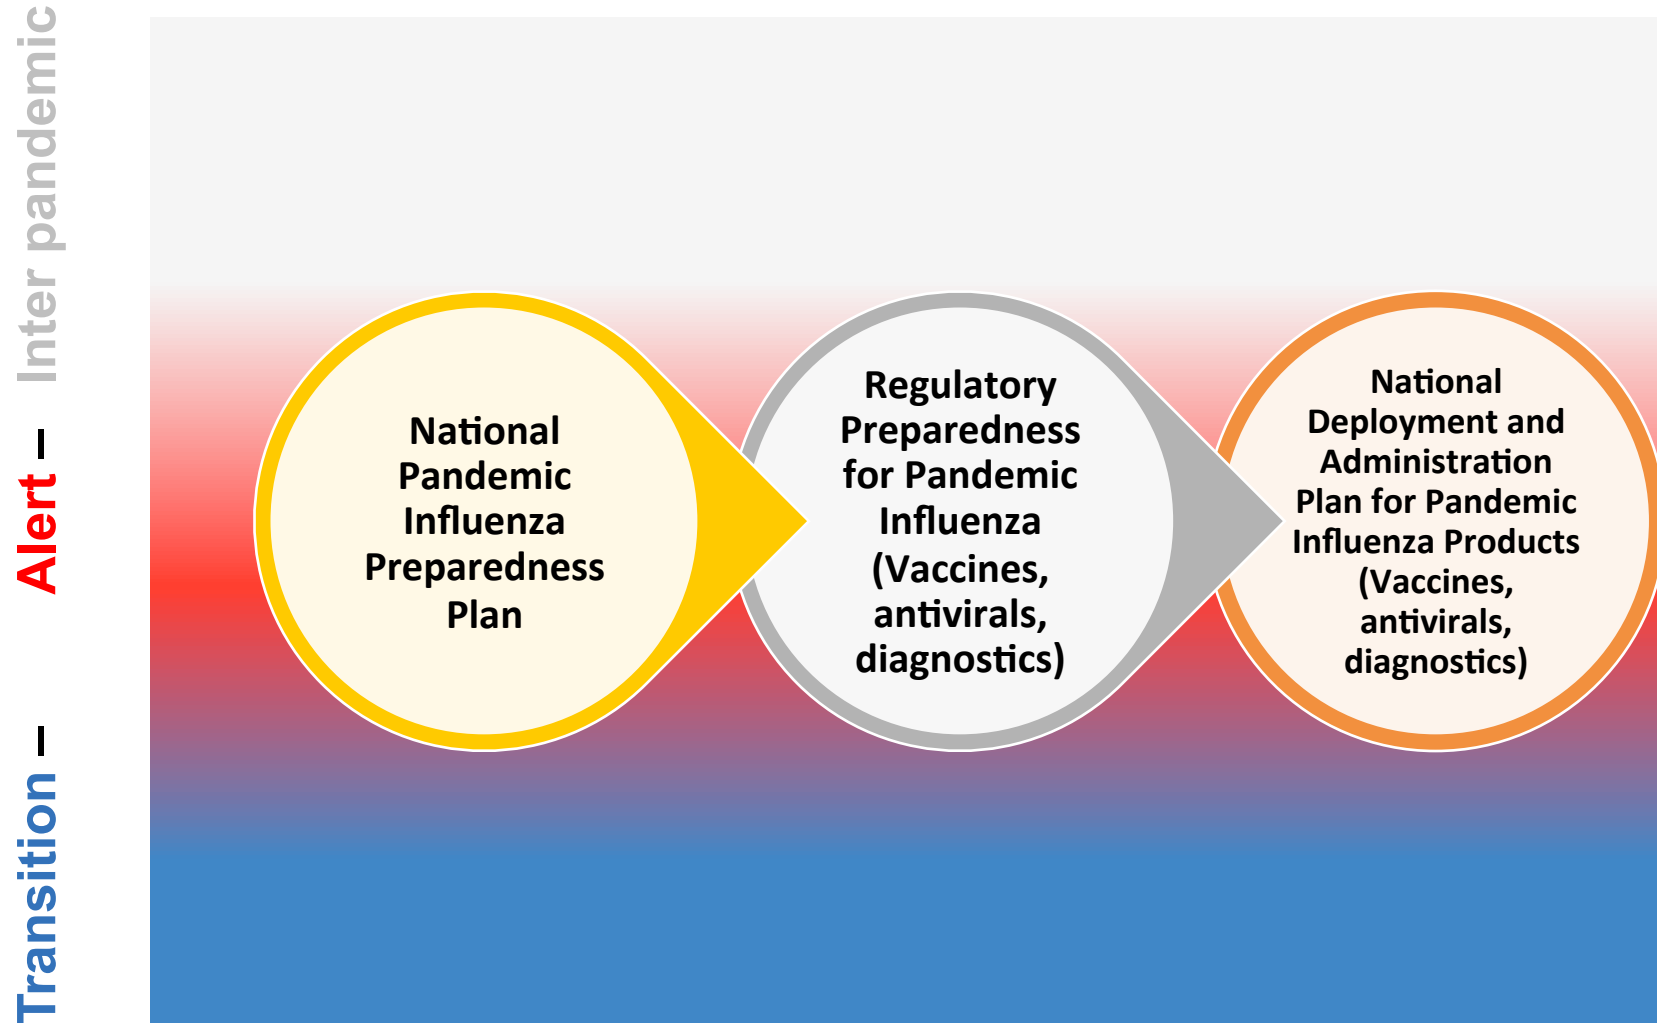 Transition – Alert – Inter pandemic
National
Pandemic
Influenza
Preparedness
Plan
Regulatory
Preparedness
for Pandemic
Influenza
(Vaccines,
antivirals,
diagnostics)
National
Deployment and
Administration
Plan for Pandemic
Influenza Products
(Vaccines,
antivirals,
diagnostics)